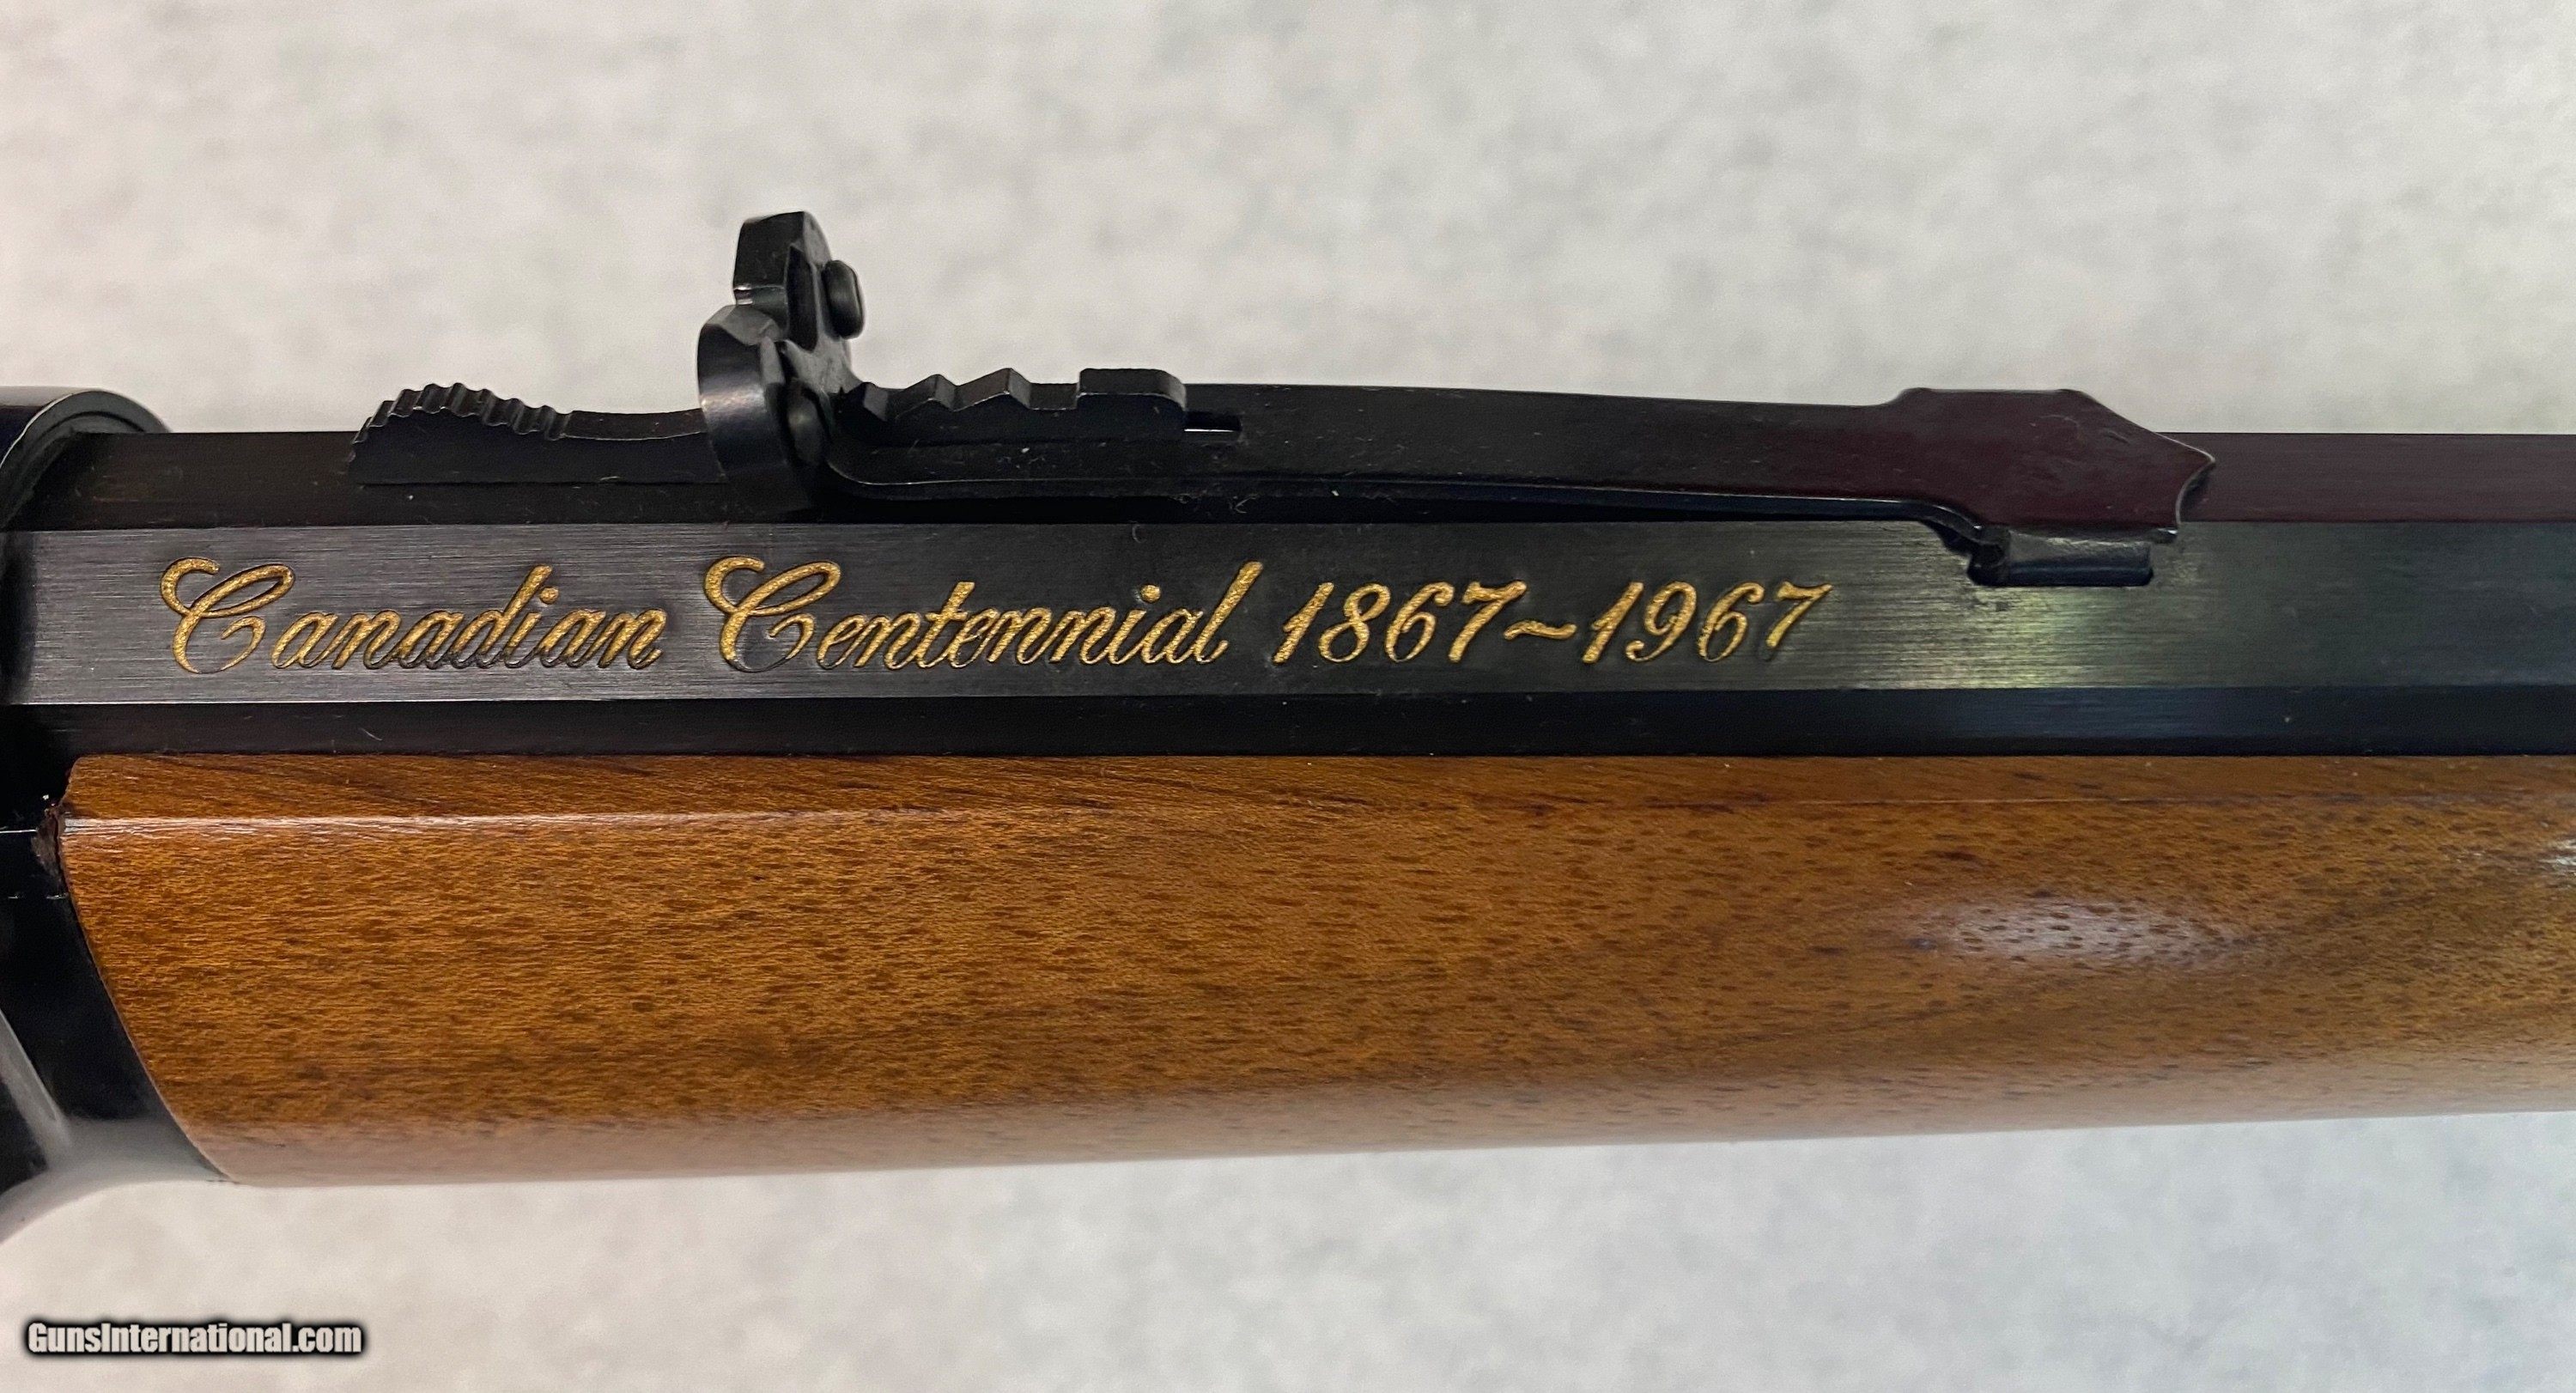 Canadian Centennial 1867~1967
GunsInternational.com